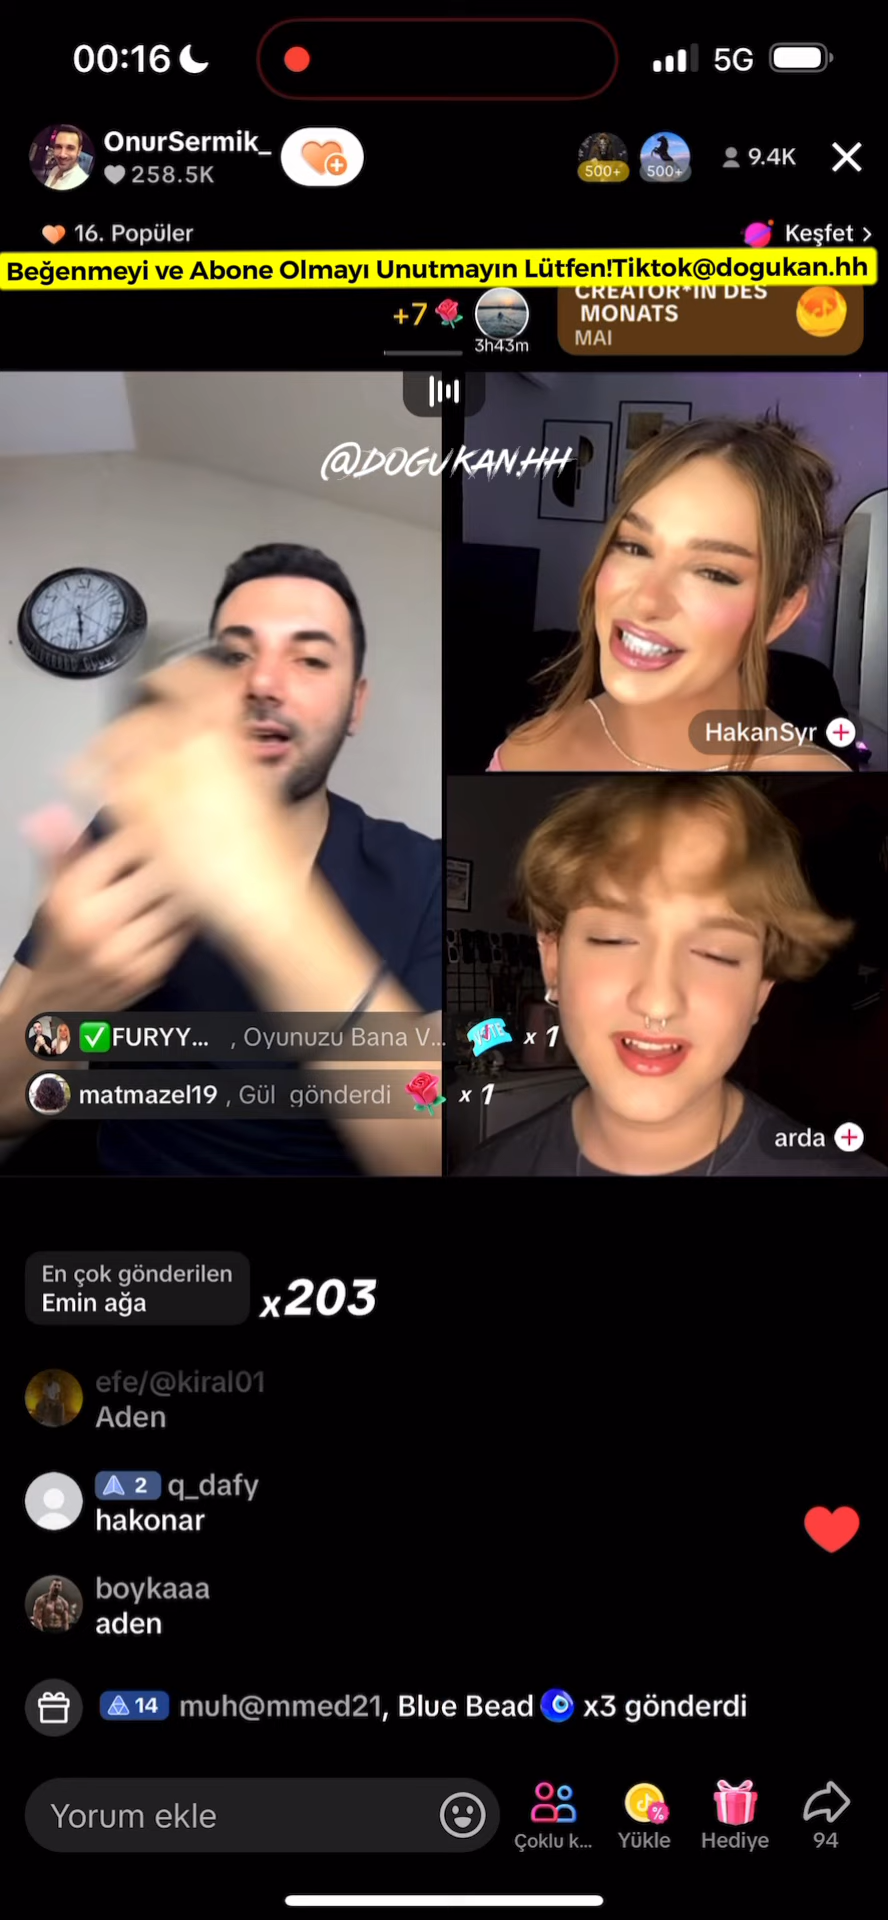 00:16
5G
OnurSermik_
258.5K
500+
500+
9.4K
16. Popüler
Keşfet >
Beğenmeyi ve Abone Olmayı Unutmayın Lütfen!Tiktok@dogukan.hh
+7
3h43m
CREATOR*IN DES
MONATS
MAI
@DOGUKAN.HH
HakanSyr
FURYY... , Oyunuzu Bana V... VOTE x 1
matmazel19 , Gül gönderdi x 1
arda
En çok gönderilen
Emin ağa
x203
efe/@kiral01
Aden
2 q_dafy
hakonar
boykaaa
aden
14 muh@mmed21, Blue Bead x3 gönderdi
Yorum ekle
Çoklu k...
Yükle
Hediye
94